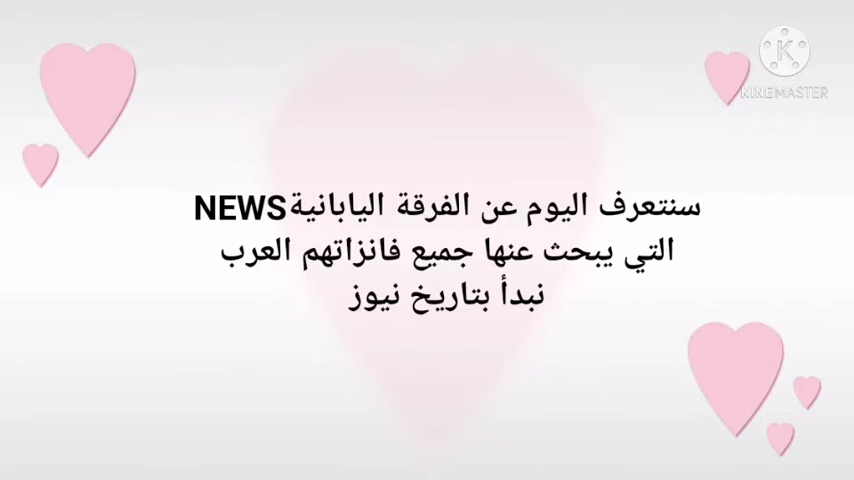 KINEMASTER
سنتعرف اليوم عن الفرقة اليابانيةNEWS
التي يبحث عنها جميع فانزاتهم العرب
نبدأ بتاريخ نيوز